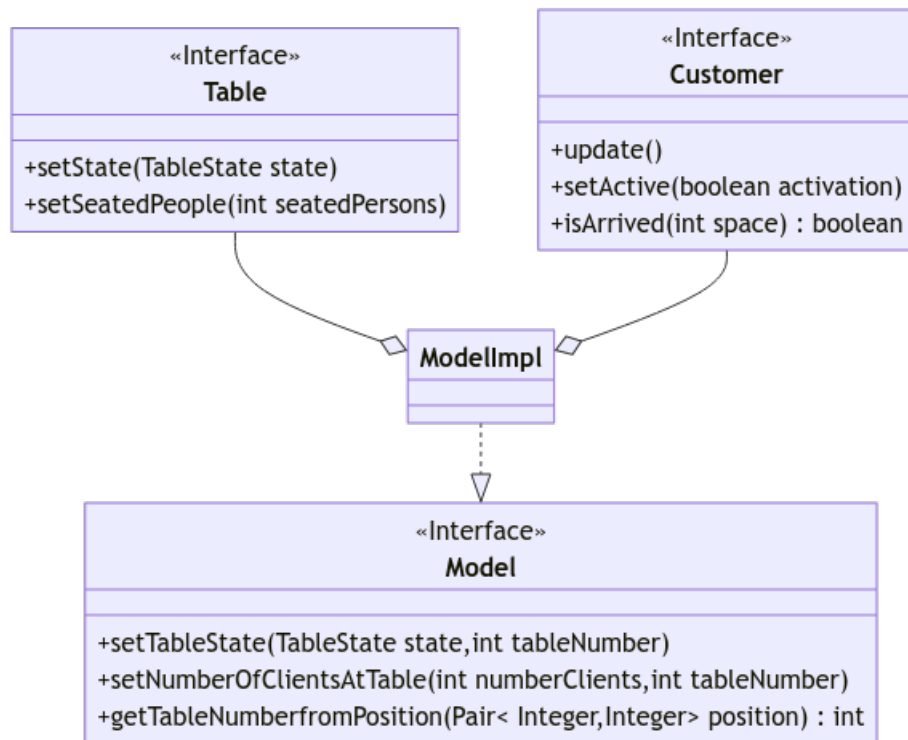 «Interface»
Table
+setState(TableState state)
+setSeatedPeople(int seatedPersons)
«Interface»
Customer
+update()
+setActive(boolean activation)
+isArrived(int space) : boolean
ModelImpl
«Interface»
Model
+setTableState(TableState state,int tableNumber)
+setNumberOfClientsAtTable(int numberClients,int tableNumber)
+getTableNumberfromPosition(Pair< Integer,Integer> position) : int